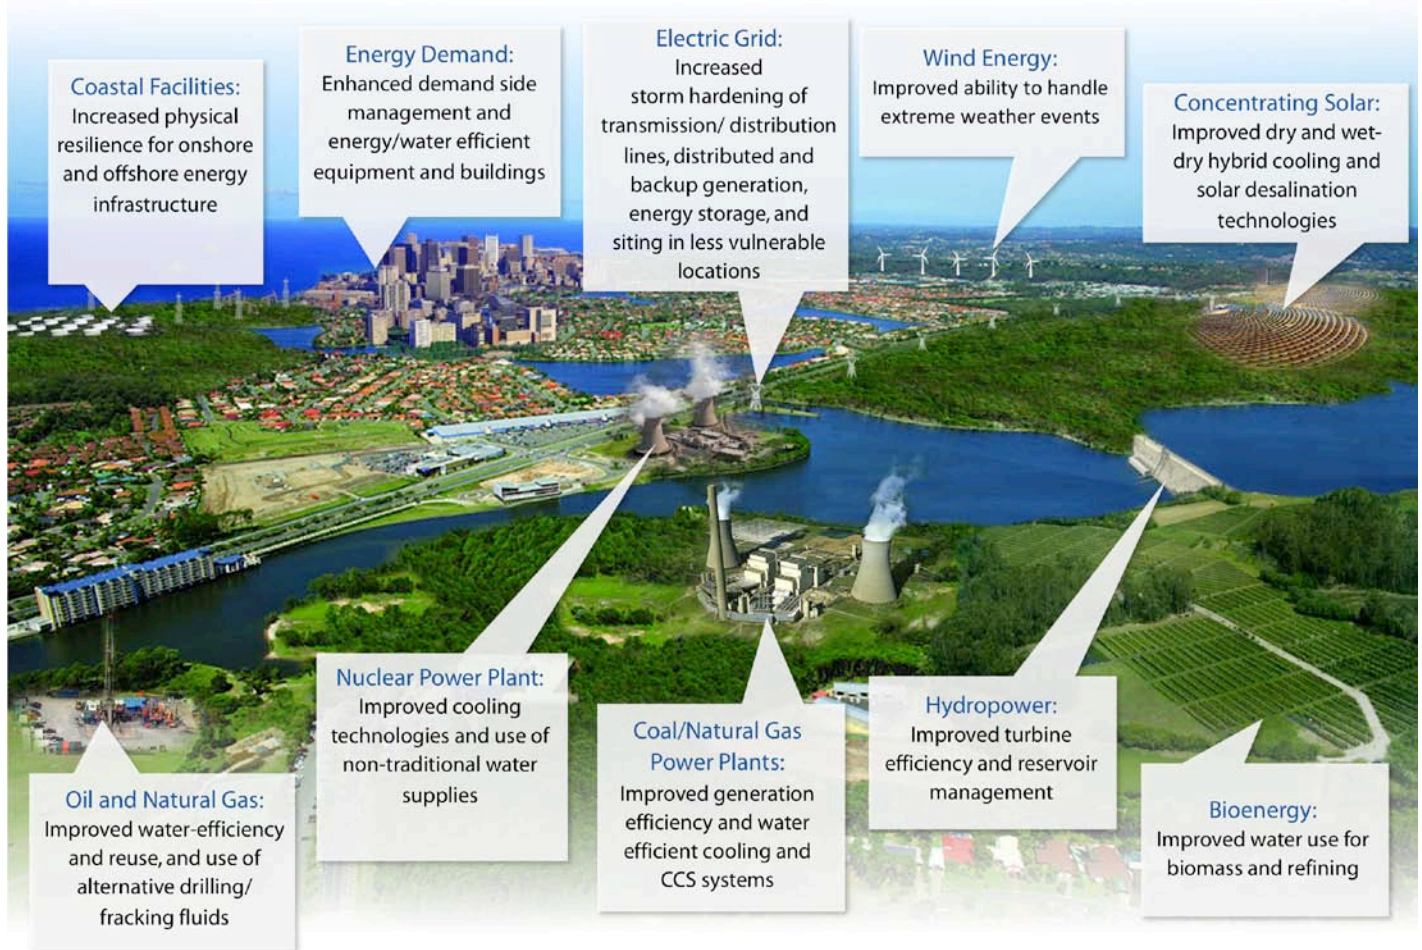 Coastal Facilities:
Increased physical
resilience for onshore
and offshore energy
infrastructure
Energy Demand:
Enhanced demand side
management and
energy/water efficient
equipment and buildings
Electric Grid:
Increased
storm hardening of
transmission/ distribution
lines, distributed and
backup generation,
energy storage, and
siting in less vulnerable
locations
Wind Energy:
Improved ability to handle
extreme weather events
Concentrating Solar:
Improved dry and wet-
dry hybrid cooling and
solar desalination
technologies
Oil and Natural Gas:
Improved water-efficiency
and reuse, and use of
alternative drilling/
fracking fluids
Nuclear Power Plant:
Improved cooling
technologies and use of
non-traditional water
supplies
Coal/Natural Gas
Power Plants:
Improved generation
efficiency and water
efficient cooling and
CCS systems
Hydropower:
Improved turbine
efficiency and reservoir
management
Bioenergy:
Improved water use for
biomass and refining